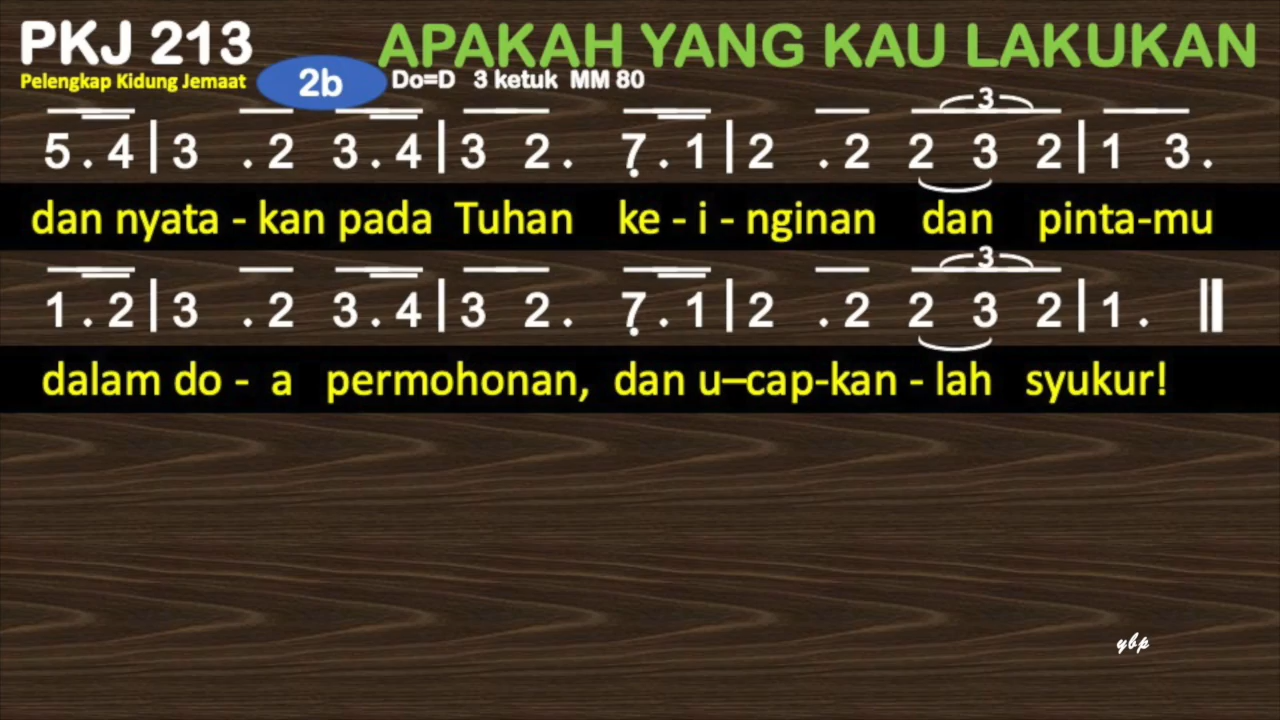 PKJ 213 APAKAH YANG KAU LAKUKAN
Pelengkap Kidung Jemaat 2b Do=D 3 ketuk MM 80
3
5 . 4 | 3 . 2 3 . 4 | 3 2 . 7̣ . 1 | 2 . 2 2 3 2 | 1 3 .
dan nyata - kan pada Tuhan ke - i - nginan dan pinta-mu
3
1 . 2 | 3 . 2 3 . 4 | 3 2 . 7̣ . 1 | 2 . 2 2 3 2 | 1 . ||
dalam do - a permohonan, dan u–cap-kan - lah syukur!
ybp